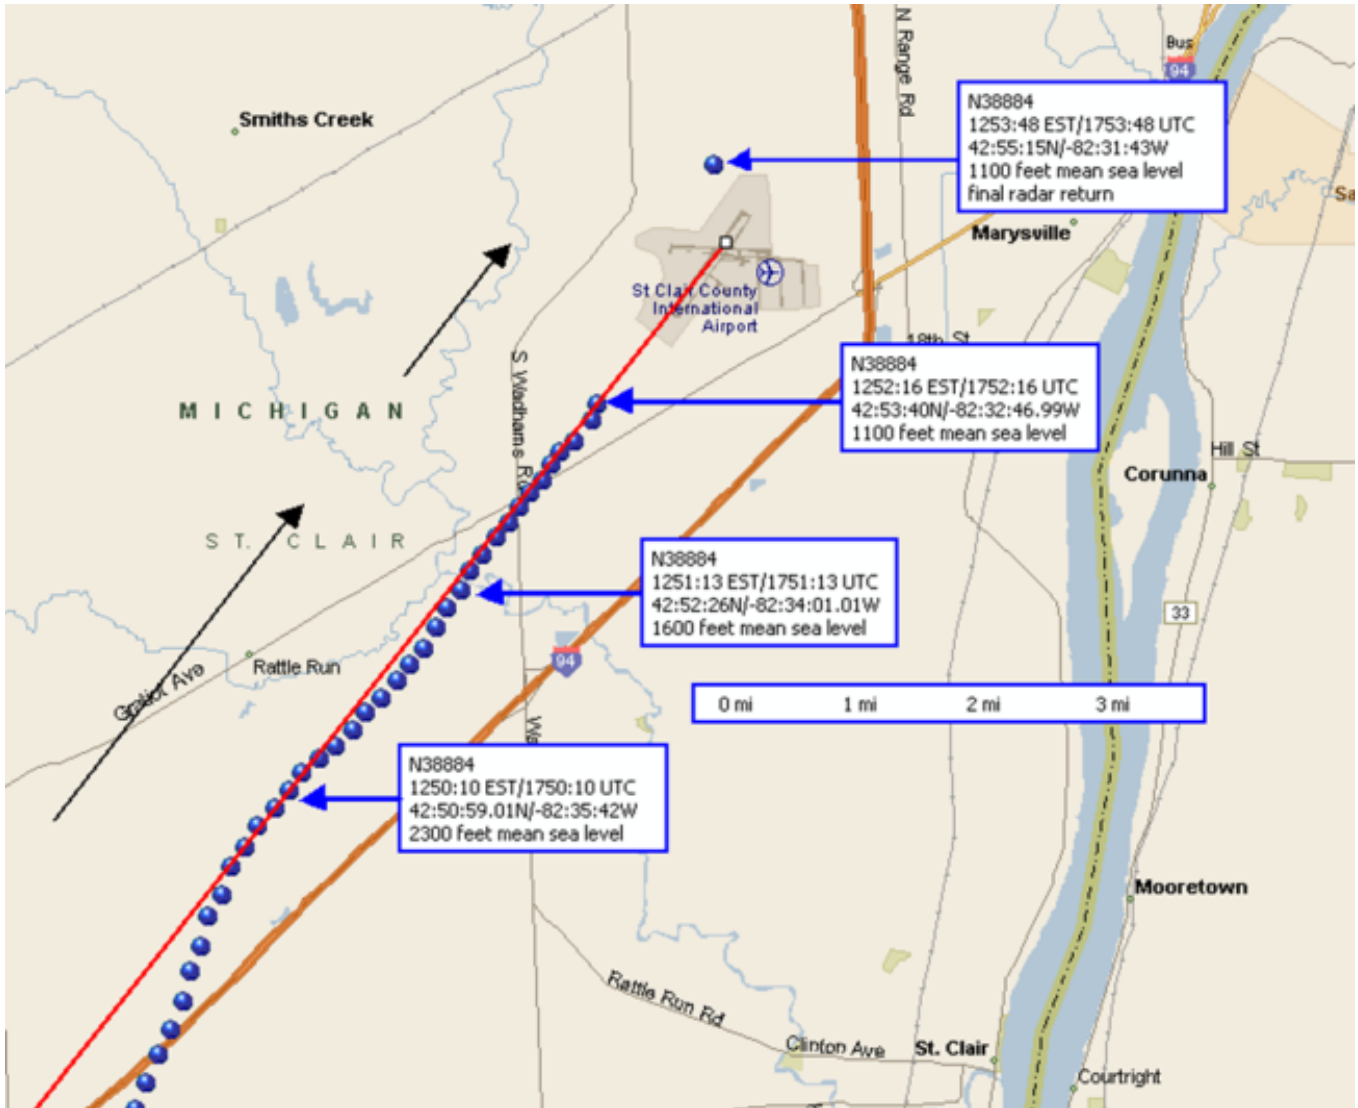 N Range Rd
Bus
94
Smiths Creek
N38884
1253:48 EST/1753:48 UTC
42:55:15N/-82:31:43W
1100 feet mean sea level
final radar return
Sa
Marysville
St Clair County
International
Airport
18th St
N38884
1252:16 EST/1752:16 UTC
42:53:40N/-82:32:46.99W
1100 feet mean sea level
S Wadhams Rd
MICHIGAN
Hill St
Corunna
ST. CLAIR
N38884
1251:13 EST/1751:13 UTC
42:52:26N/-82:34:01.01W
1600 feet mean sea level
33
94
Rattle Run
Gratiot Ave
0 mi 1 mi 2 mi 3 mi
Wa
N38884
1250:10 EST/1750:10 UTC
42:50:59.01N/-82:35:42W
2300 feet mean sea level
Mooretown
Rattle Run Rd
Clinton Ave
St. Clair
Courtright